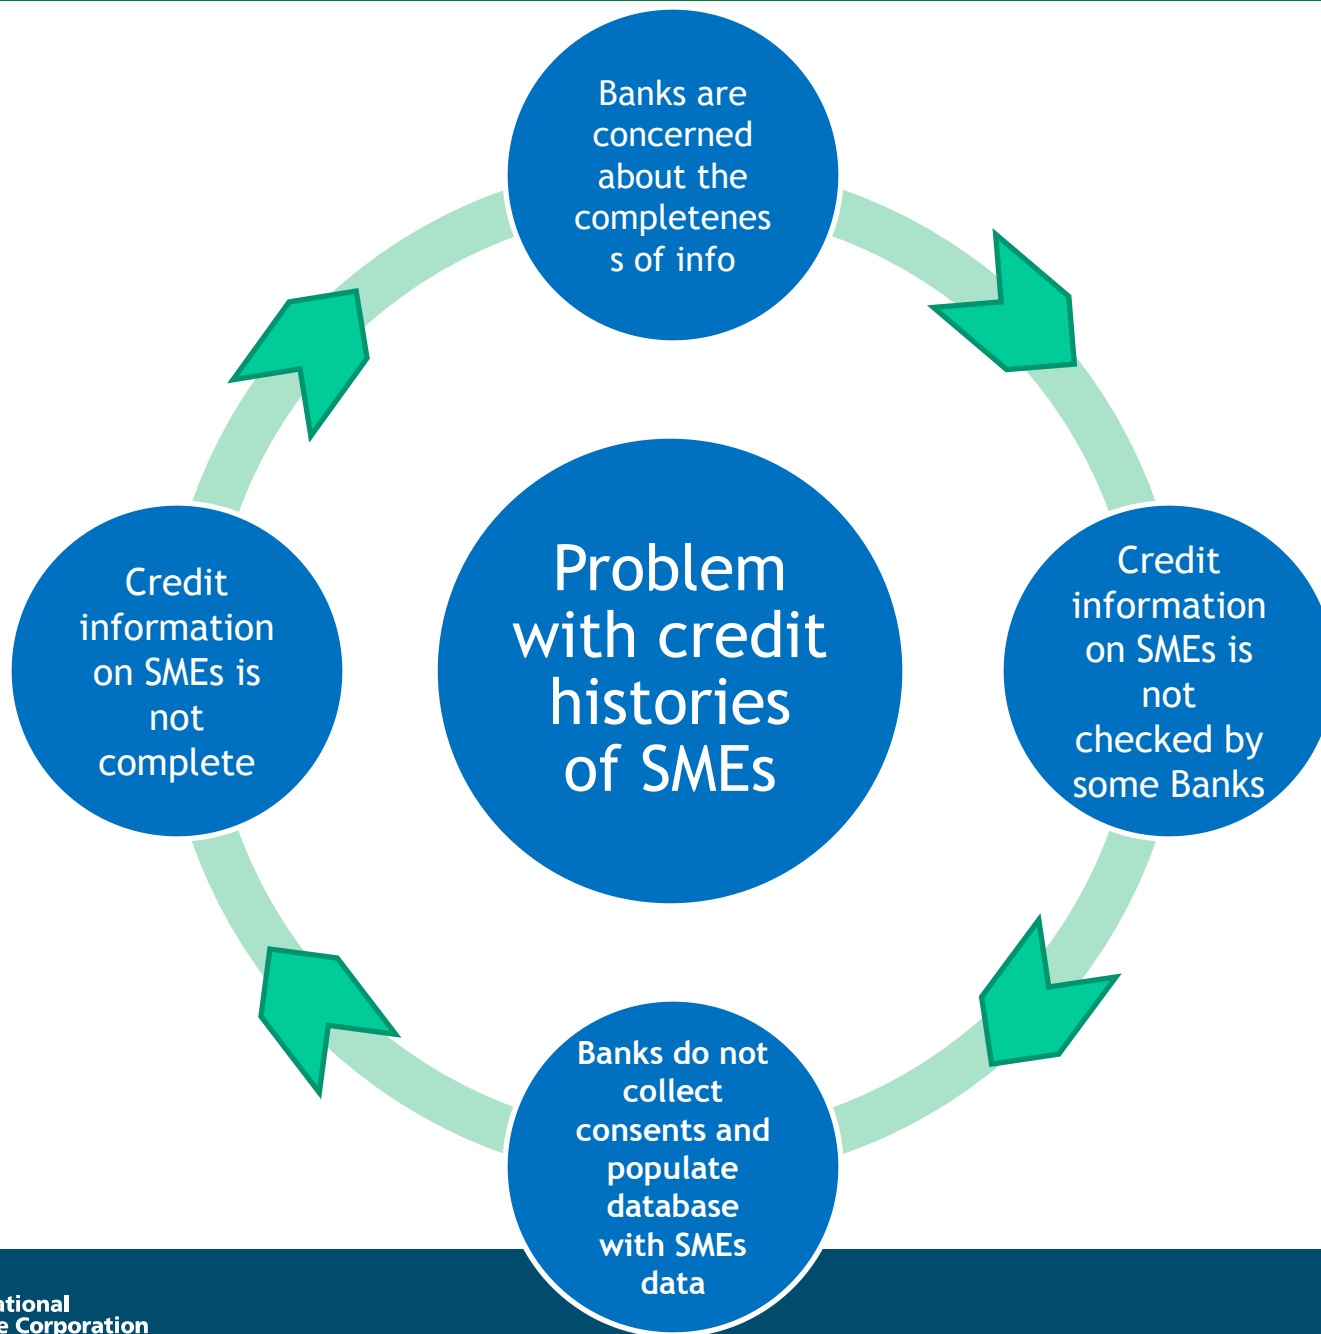 Banks are
concerned
about the
completenes
s of info
Credit
information
on SMEs is
not
complete
Problem
with credit
histories
of SMEs
Credit
information
on SMEs is
not
checked by
some Banks
Banks do not
collect
consents and
populate
database
with SMEs
data
ational
e Corporation